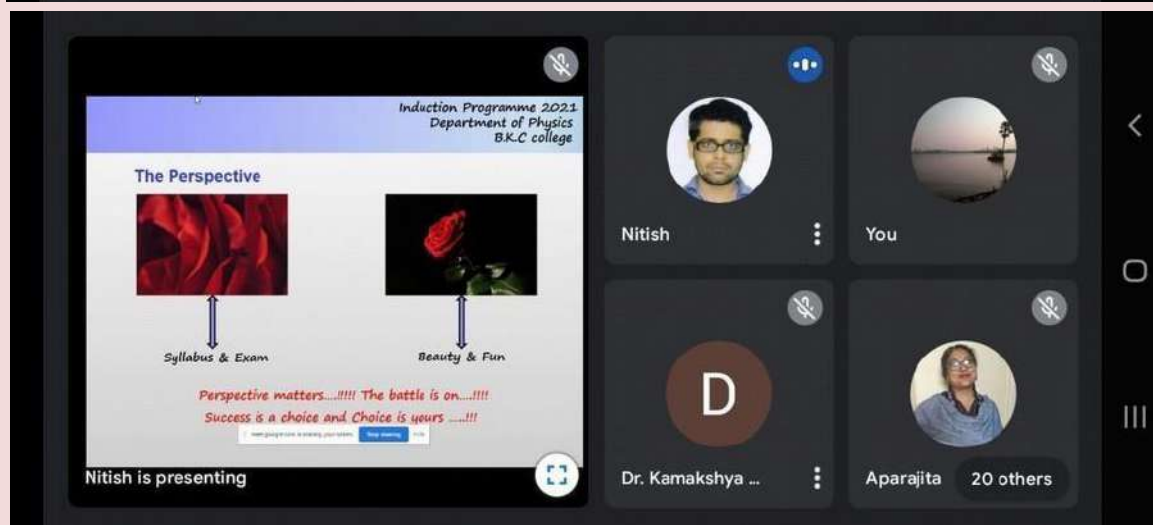 Induction Programme 2021
Department of Physics
B.K.C college
The Perspective
Syllabus & Exam
Beauty & Fun
Perspective matters....!!!!! The battle is on....!!!!
Success is a choice and Choice is yours .....!!!
Stop sharing
Hide
Nitish is presenting
Nitish
You
D
Dr. Kamakshya ...
Aparajita
20 others